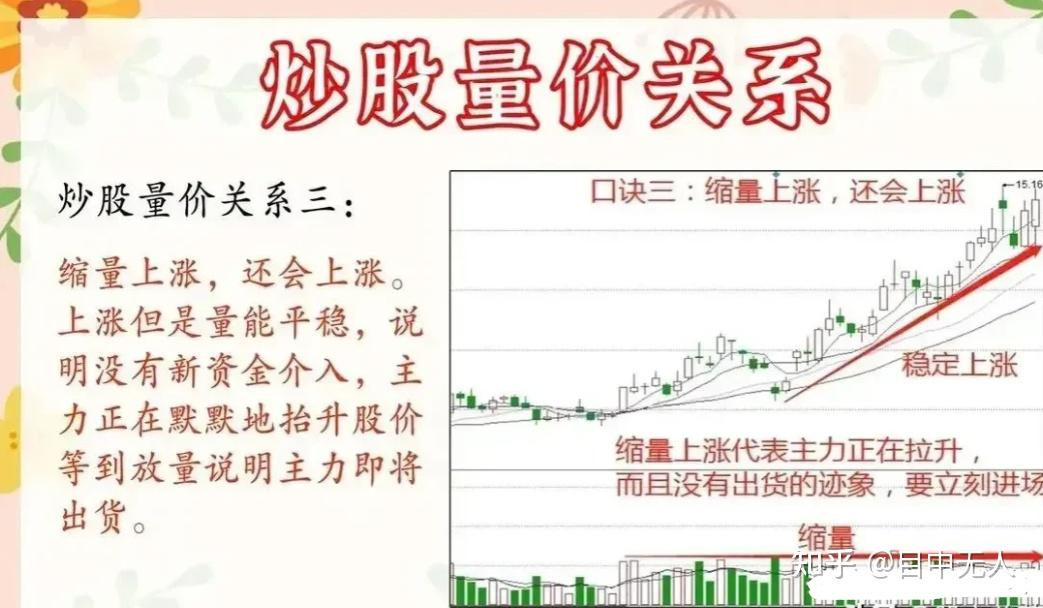 炒股量价关系
炒股量价关系三：
缩量上涨，还会上涨。
上涨但是量能平稳，说
明没有新资金介入，主
力正在默默地抬升股价
等到放量说明主力即将
出货。
口诀三：缩量上涨，还会上涨
15.16
稳定上涨
缩量上涨代表主力正在拉升，
而且没有出货的迹象，要立刻进场
缩量
知乎 @目中无人